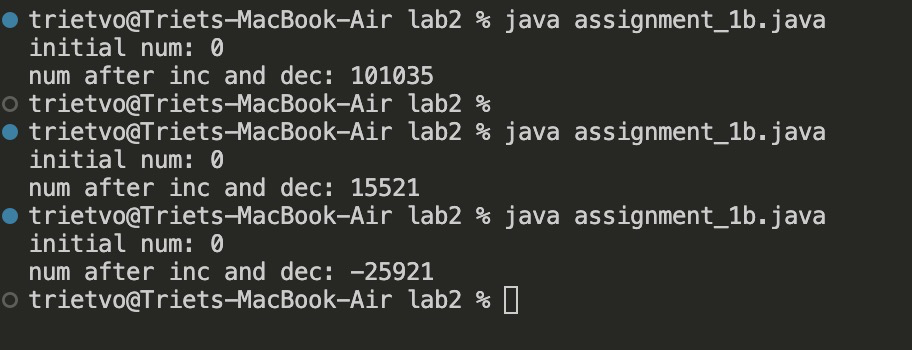 trietvo@Triets-MacBook-Air lab2 % java assignment_1b.java
initial num: 0
num after inc and dec: 101035
trietvo@Triets-MacBook-Air lab2 %
trietvo@Triets-MacBook-Air lab2 % java assignment_1b.java
initial num: 0
num after inc and dec: 15521
trietvo@Triets-MacBook-Air lab2 % java assignment_1b.java
initial num: 0
num after inc and dec: -25921
trietvo@Triets-MacBook-Air lab2 %